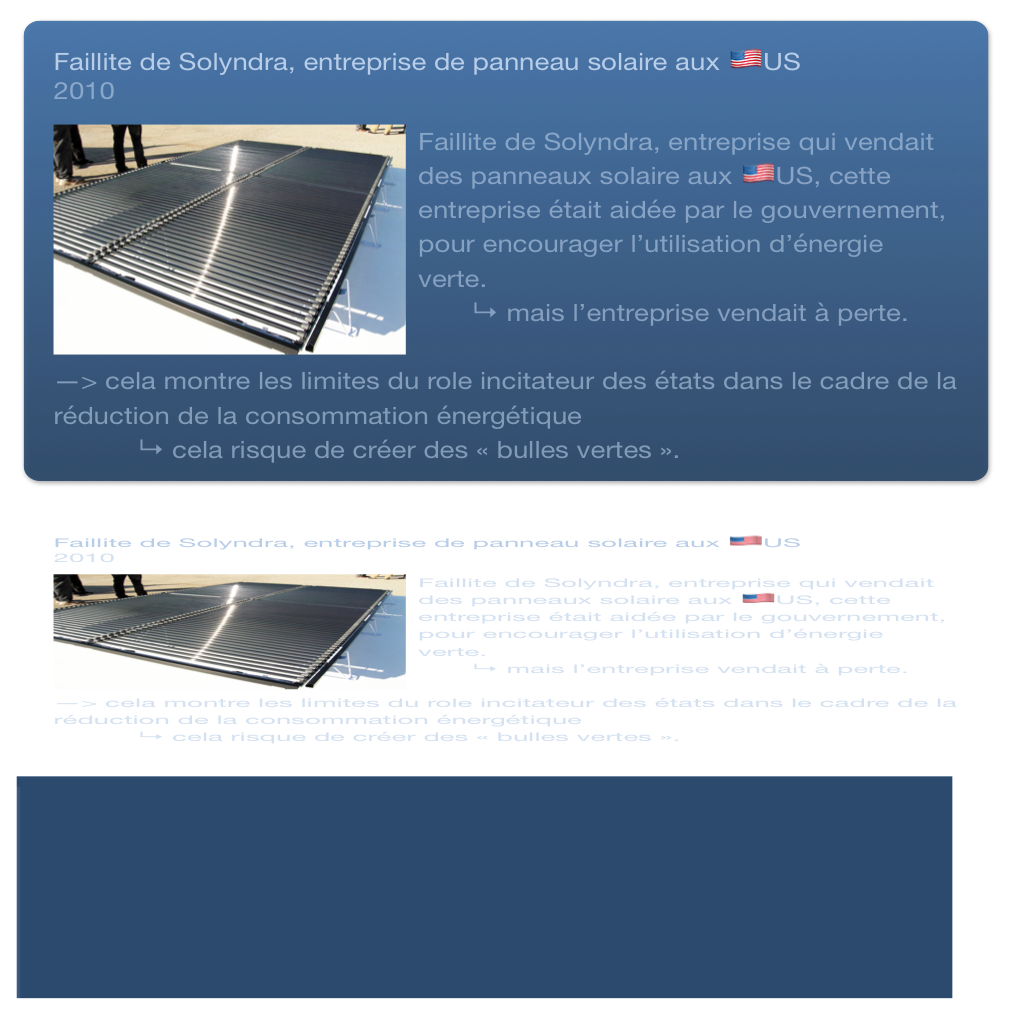 Faillite de Solyndra, entreprise de panneau solaire aux 🇺🇸US
2010
Faillite de Solyndra, entreprise qui vendait
des panneaux solaire aux 🇺🇸US, cette
entreprise était aidée par le gouvernement,
pour encourager l’utilisation d’énergie
verte.
↳ mais l’entreprise vendait à perte.
—> cela montre les limites du role incitateur des états dans le cadre de la
réduction de la consommation énergétique
↳ cela risque de créer des « bulles vertes ».
Faillite de Solyndra, entreprise de panneau solaire aux 🇺🇸US
2010
Faillite de Solyndra, entreprise qui vendait
des panneaux solaire aux 🇺🇸US, cette
entreprise était aidée par le gouvernement,
pour encourager l’utilisation d’énergie
verte.
↳ mais l’entreprise vendait à perte.
—> cela montre les limites du role incitateur des états dans le cadre de la
réduction de la consommation énergétique
↳ cela risque de créer des « bulles vertes ».